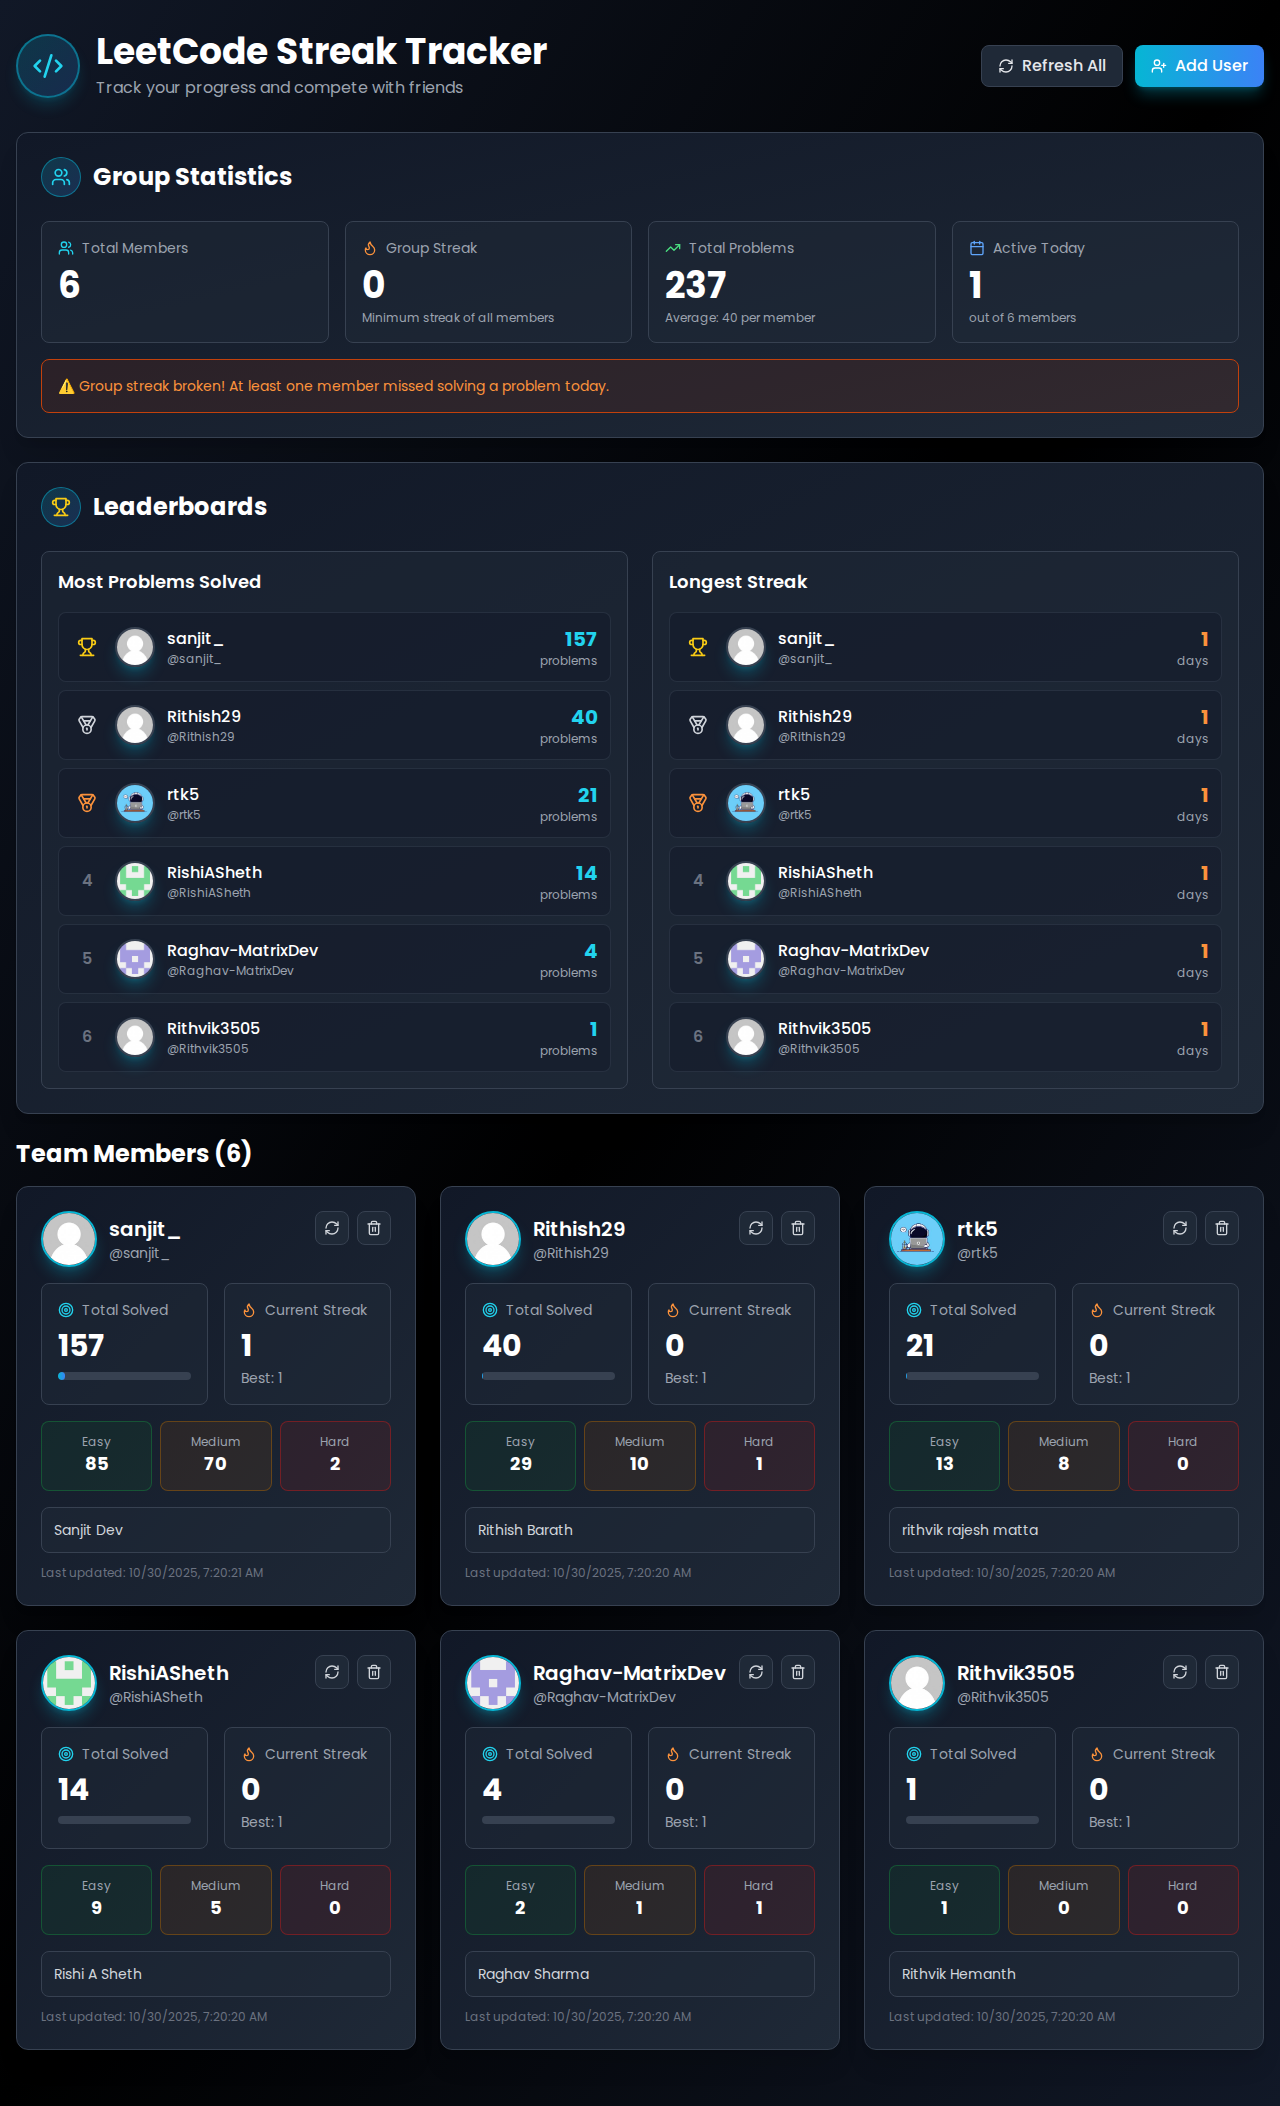 LeetCode Streak Tracker
Track your progress and compete with friends
Refresh All
Add User
Group Statistics
Total Members
6
Group Streak
0
Minimum streak of all members
Total Problems
237
Average: 40 per member
Active Today
1
out of 6 members
⚠️ Group streak broken! At least one member missed solving a problem today.
Leaderboards
Most Problems Solved
sanjit_
@sanjit_
157
problems
Rithish29
@Rithish29
40
problems
rtk5
@rtk5
21
problems
4
RishiASheth
@RishiASheth
14
problems
5
Raghav-MatrixDev
@Raghav-MatrixDev
4
problems
6
Rithvik3505
@Rithvik3505
1
problems
Longest Streak
sanjit_
@sanjit_
1
days
Rithish29
@Rithish29
1
days
rtk5
@rtk5
1
days
4
RishiASheth
@RishiASheth
1
days
5
Raghav-MatrixDev
@Raghav-MatrixDev
1
days
6
Rithvik3505
@Rithvik3505
1
days
Team Members (6)
sanjit_
@sanjit_
Total Solved
157
Current Streak
1
Best: 1
Easy
85
Medium
70
Hard
2
Sanjit Dev
Last updated: 10/30/2025, 7:20:21 AM
Rithish29
@Rithish29
Total Solved
40
Current Streak
0
Best: 1
Easy
29
Medium
10
Hard
1
Rithish Barath
Last updated: 10/30/2025, 7:20:20 AM
rtk5
@rtk5
Total Solved
21
Current Streak
0
Best: 1
Easy
13
Medium
8
Hard
0
rithvik rajesh matta
Last updated: 10/30/2025, 7:20:20 AM
RishiASheth
@RishiASheth
Total Solved
14
Current Streak
0
Best: 1
Easy
9
Medium
5
Hard
0
Rishi A Sheth
Last updated: 10/30/2025, 7:20:20 AM
Raghav-MatrixDev
@Raghav-MatrixDev
Total Solved
4
Current Streak
0
Best: 1
Easy
2
Medium
1
Hard
1
Raghav Sharma
Last updated: 10/30/2025, 7:20:20 AM
Rithvik3505
@Rithvik3505
Total Solved
1
Current Streak
0
Best: 1
Easy
1
Medium
0
Hard
0
Rithvik Hemanth
Last updated: 10/30/2025, 7:20:20 AM